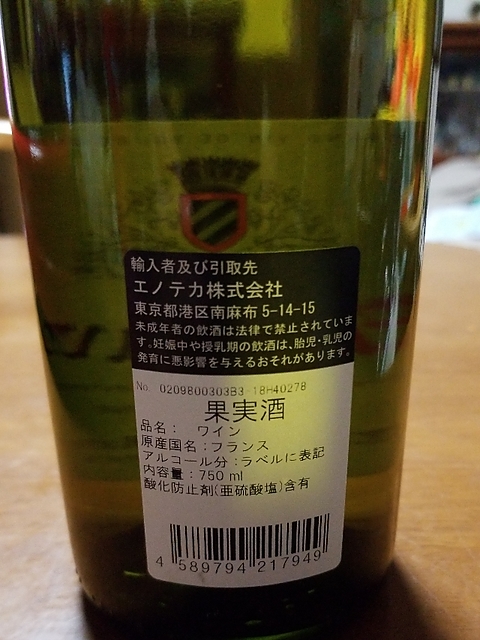 輸入者及び引取先
エノテカ株式会社
東京都港区南麻布 5-14-15
未成年者の飲酒は法律で禁止されていま
す。妊娠中や授乳期の飲酒は、胎児・乳児の
発育に悪影響を与えるおそれがあります。
No. 0209800303B3-18H40278
果実酒
品名： ワイン
原産国名：フランス
アルコール分：ラベルに表記
内容量：750 ml
酸化防止剤(亜硫酸塩)含有
4 589794 217949